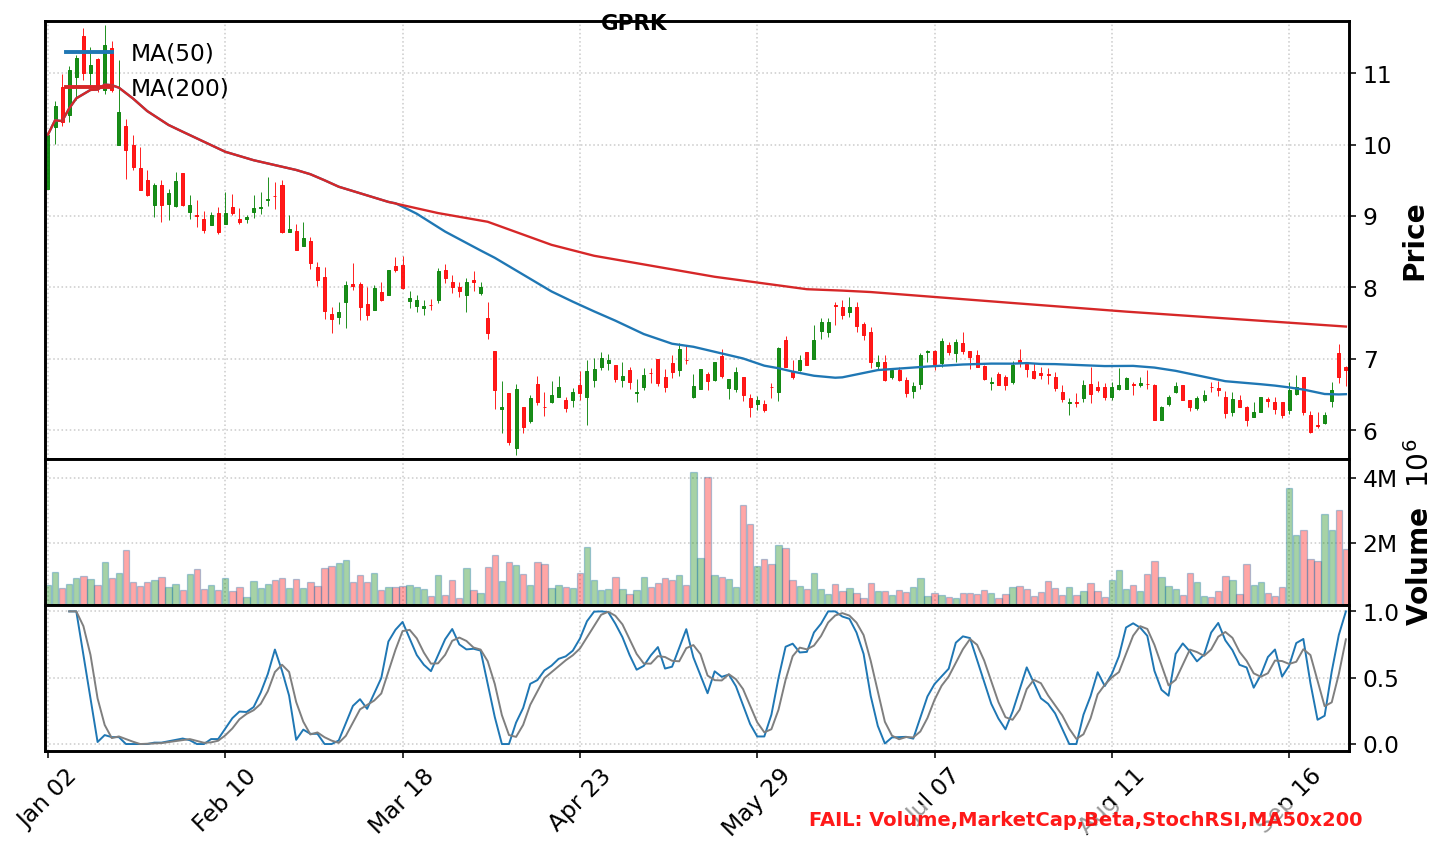 GPRK
MA(50)
MA(200)
11
10
9
8
7
6
Price
4M
2M
Volume 10^6
1.0
0.5
0.0
Jan 02
Feb 10
Mar 18
Apr 23
May 29
Jul 07
Aug 11
Sep 16
FAIL: Volume,MarketCap,Beta,StochRSI,MA50x200